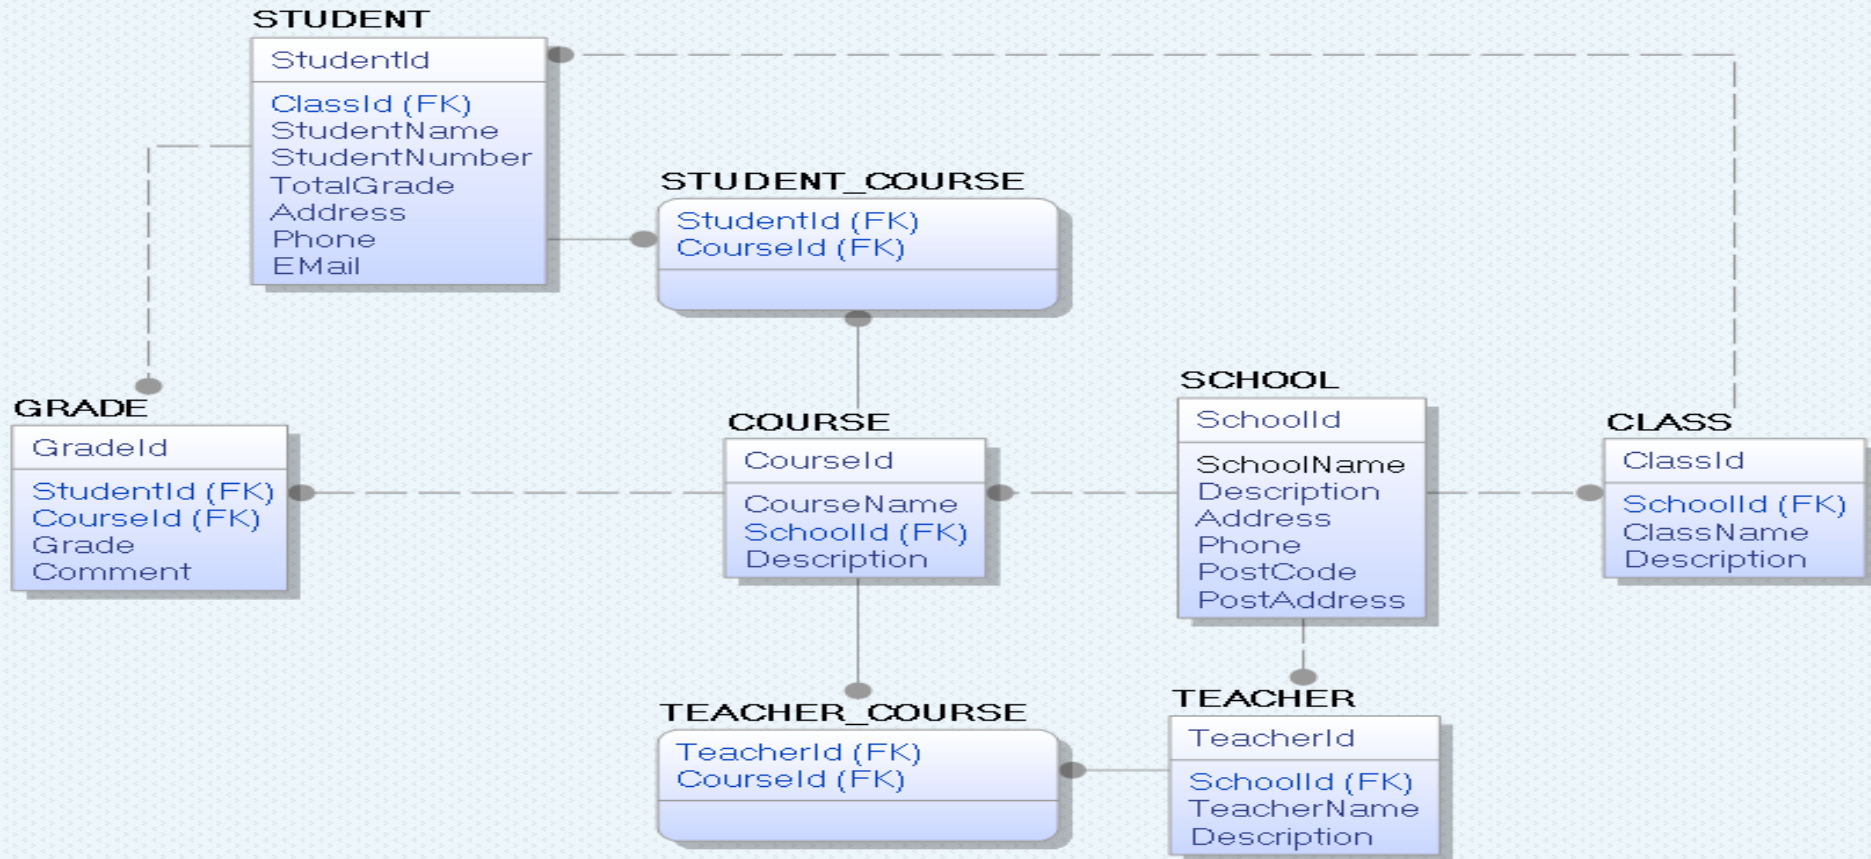 STUDENT
StudentId
ClassId (FK)
StudentName
StudentNumber
TotalGrade
Address
Phone
EMail
STUDENT_COURSE
StudentId (FK)
CourseId (FK)
GRADE
GradeId
StudentId (FK)
CourseId (FK)
Grade
Comment
COURSE
CourseId
CourseName
SchoolId (FK)
Description
SCHOOL
SchoolId
SchoolName
Description
Address
Phone
PostCode
PostAddress
CLASS
ClassId
SchoolId (FK)
ClassName
Description
TEACHER_COURSE
TeacherId (FK)
CourseId (FK)
TEACHER
TeacherId
SchoolId (FK)
TeacherName
Description